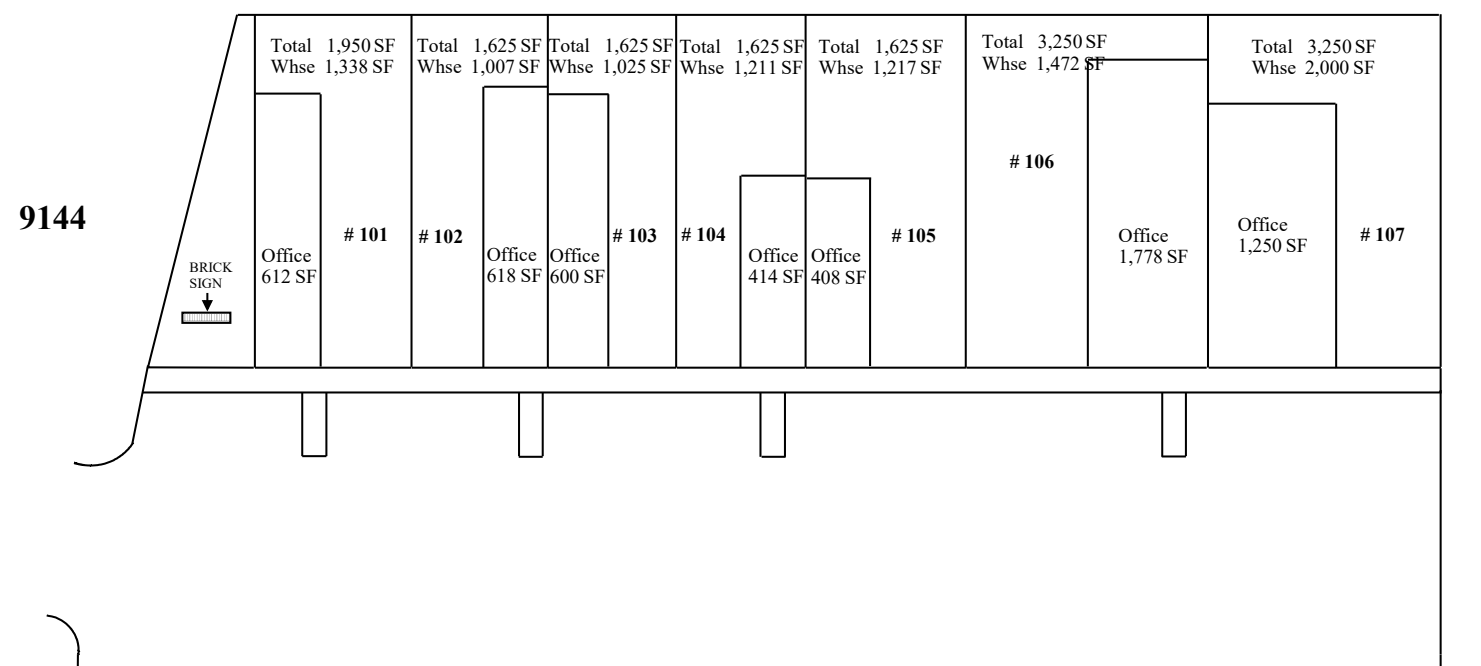 Total 1,950 SF
Whse 1,338 SF
Total 1,625 SF
Whse 1,007 SF
Total 1,625 SF
Whse 1,025 SF
Total 1,625 SF
Whse 1,211 SF
Total 1,625 SF
Whse 1,217 SF
Total 3,250 SF
Whse 1,472 SF
Total 3,250 SF
Whse 2,000 SF
9144
BRICK
SIGN
Office
612 SF
# 101
# 102
Office
618 SF
Office
600 SF
# 103
# 104
Office
414 SF
Office
408 SF
# 105
# 106
Office
1,778 SF
Office
1,250 SF
# 107